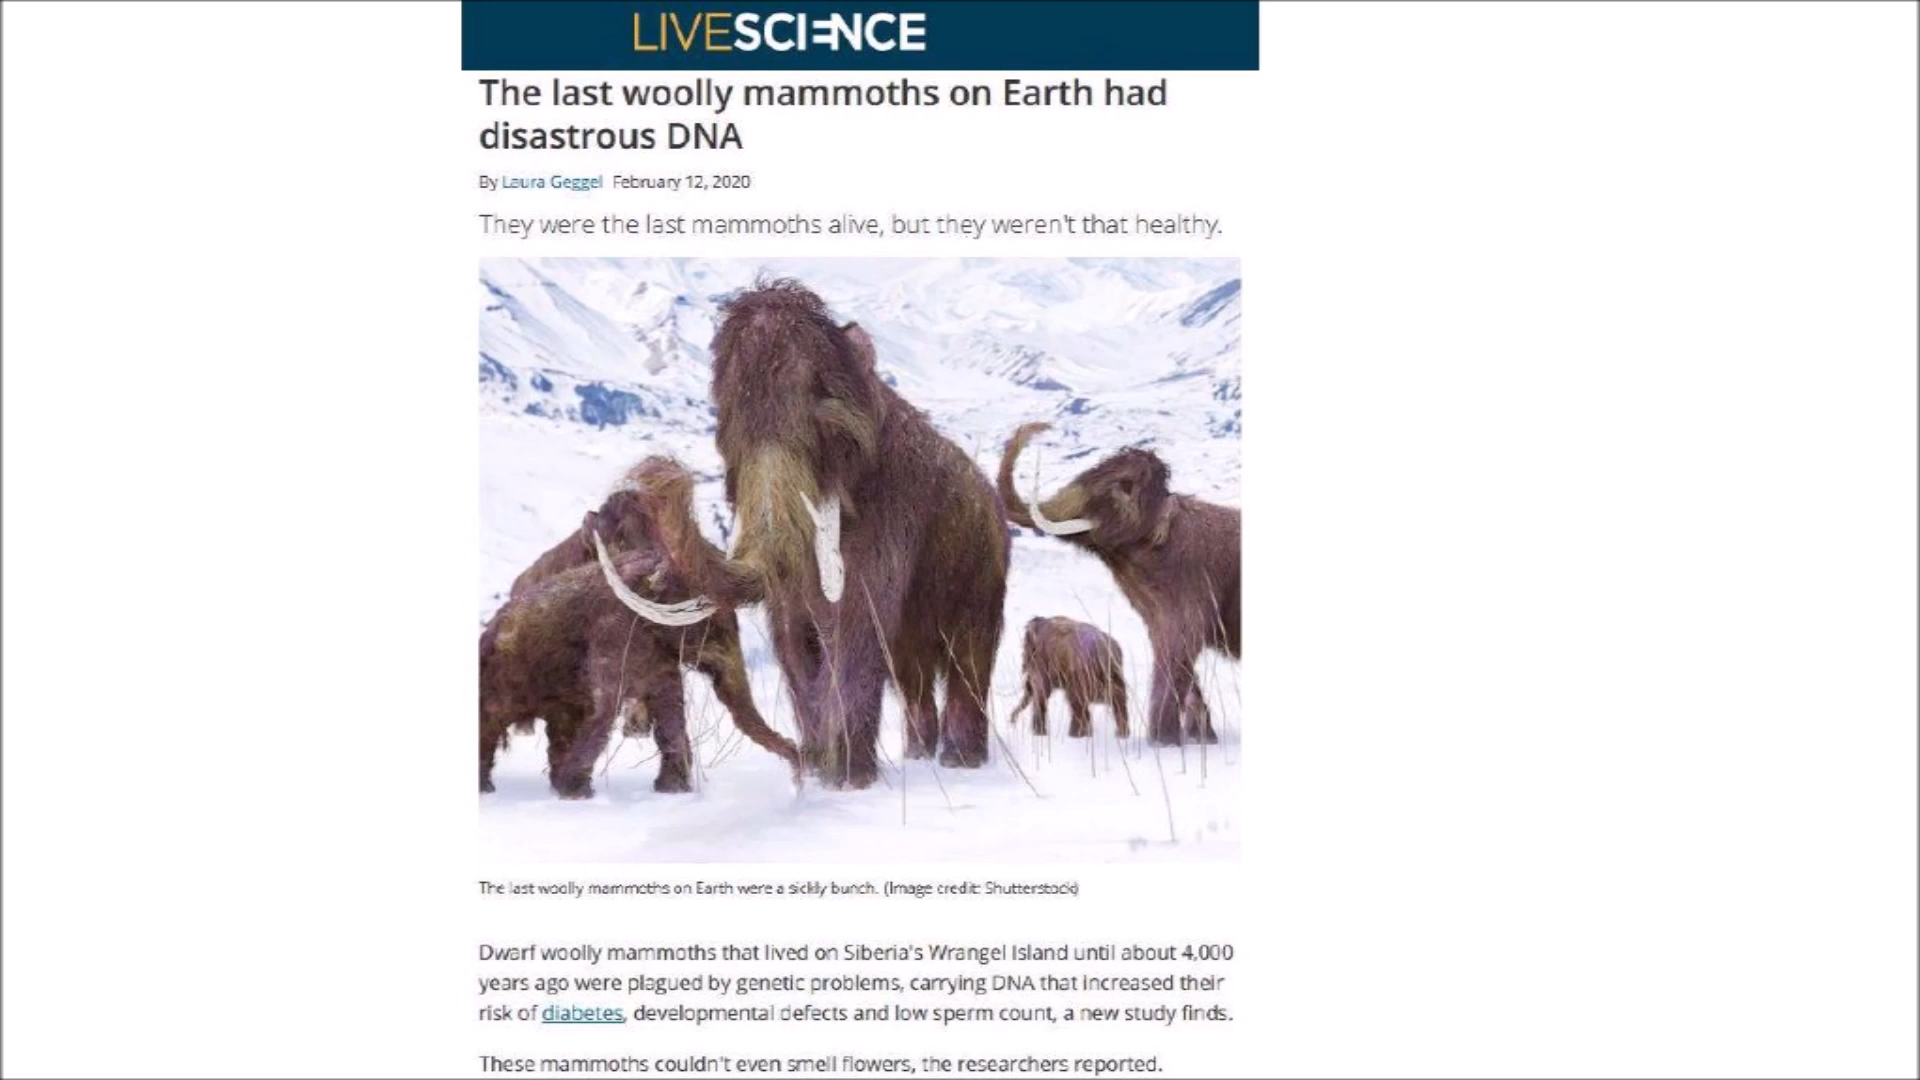 LIVESCIENCE
The last woolly mammoths on Earth had
disastrous DNA
By Laura Geggel February 12, 2020
They were the last mammoths alive, but they weren't that healthy.
The last woolly mammoths on Earth were a sickly bunch. (Image credit: Shutterstock)
Dwarf woolly mammoths that lived on Siberia's Wrangel Island until about 4,000
years ago were plagued by genetic problems, carrying DNA that increased their
risk of diabetes, developmental defects and low sperm count, a new study finds.
These mammoths couldn't even smell flowers, the researchers reported.